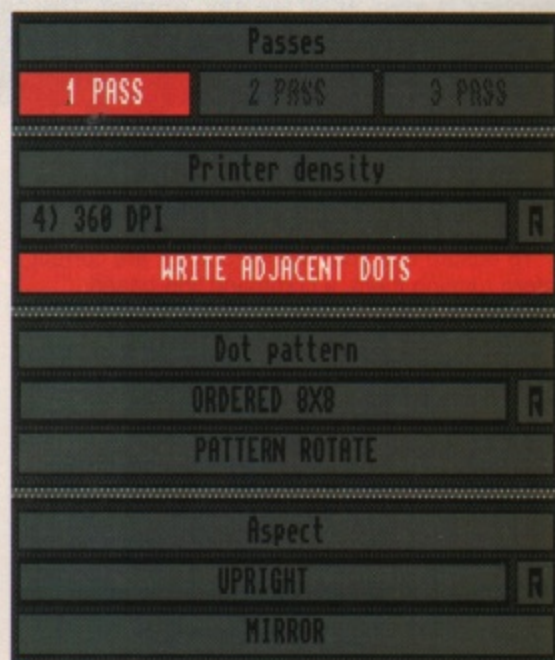 Passes
1 PASS 2 PASS 3 PASS
Printer density
4) 360 DPI R
WRITE ADJACENT DOTS
Dot pattern
ORDERED 8X8 R
PATTERN ROTATE
Aspect
UPRIGHT R
MIRROR